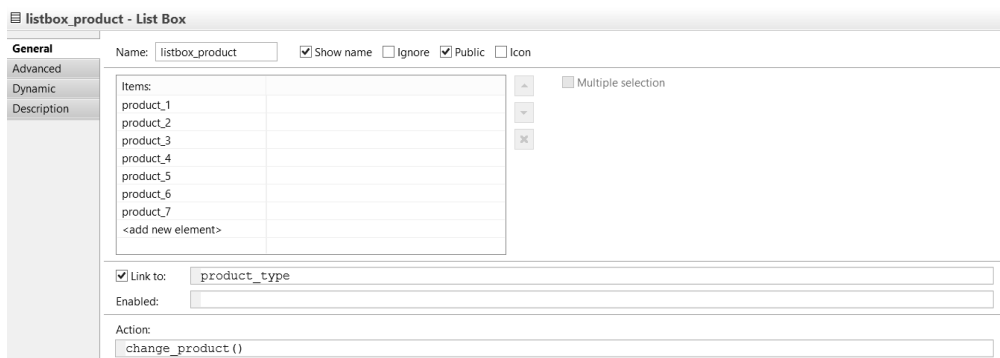 listbox_product - List Box
General
Name: listbox_product Show name Ignore Public Icon
Advanced
Dynamic
Description
Items:
Multiple selection
product_1
product_2
product_3
product_4
product_5
product_6
product_7
<add new element>
Link to: product_type
Enabled:
Action:
change_product()